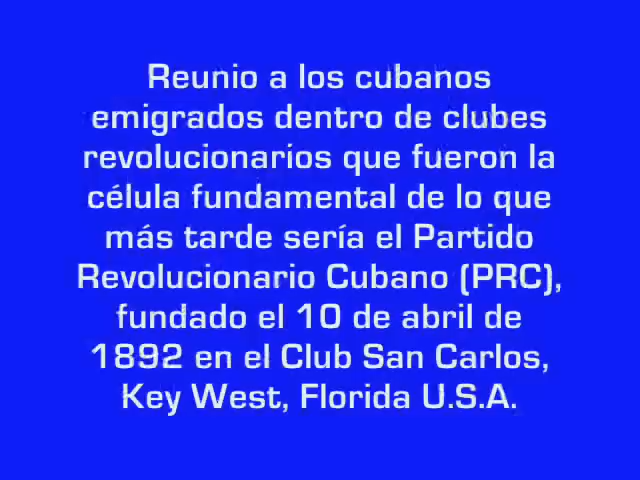 Reunio a los cubanos
emigrados dentro de clubes
revolucionarios que fueron la
célula fundamental de lo que
más tarde sería el Partido
Revolucionario Cubano (PRC),
fundado el 10 de abril de
1892 en el Club San Carlos,
Key West, Florida U.S.A.